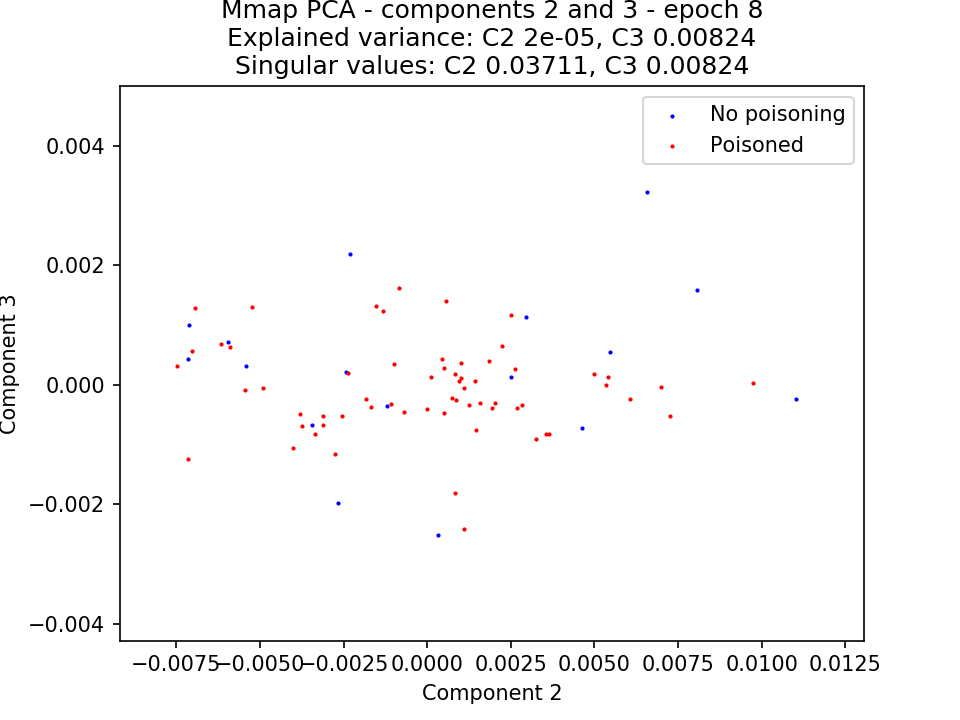 Mmap PCA - components 2 and 3 - epoch 8
Explained variance: C2 2e-05, C3 0.00824
Singular values: C2 0.03711, C3 0.00824
No poisoning
Poisoned
0.004
0.002
0.000
−0.002
−0.004
Component 3
−0.0075 −0.0050 −0.0025 0.0000 0.0025 0.0050 0.0075 0.0100 0.0125
Component 2